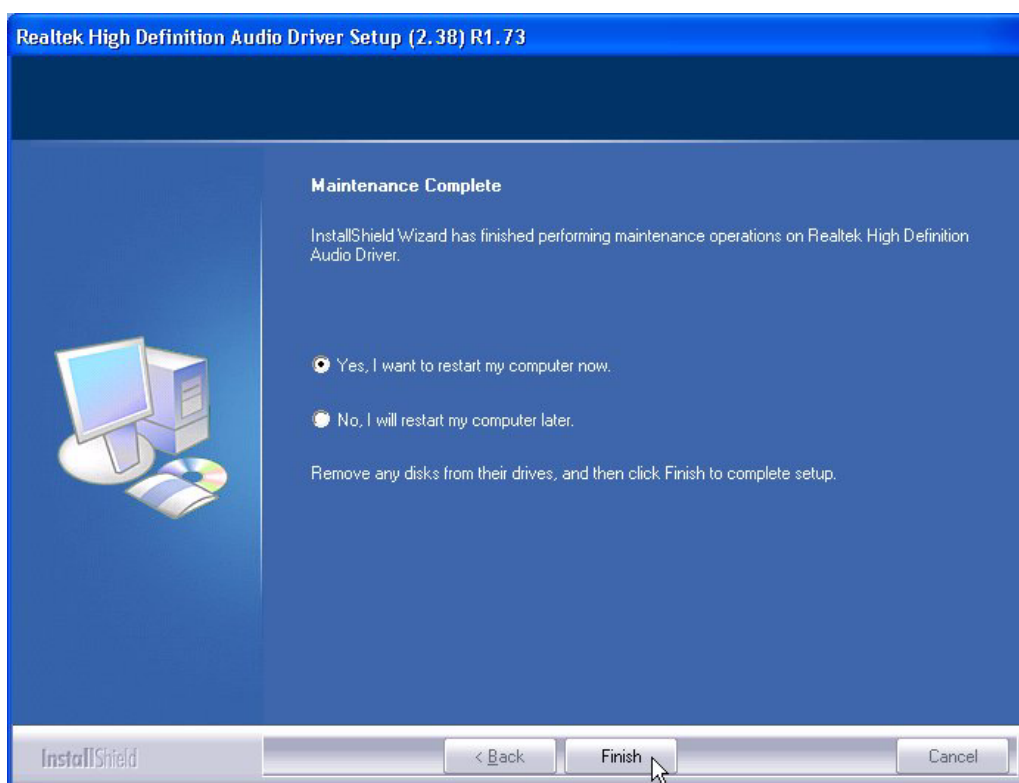 Realtek High Definition Audio Driver Setup (2.38) R1.73
Maintenance Complete
InstallShield Wizard has finished performing maintenance operations on Realtek High Definition
Audio Driver.
Yes, I want to restart my computer now.
No, I will restart my computer later.
Remove any disks from their drives, and then click Finish to complete setup.
InstallShield
< Back
Finish
Cancel